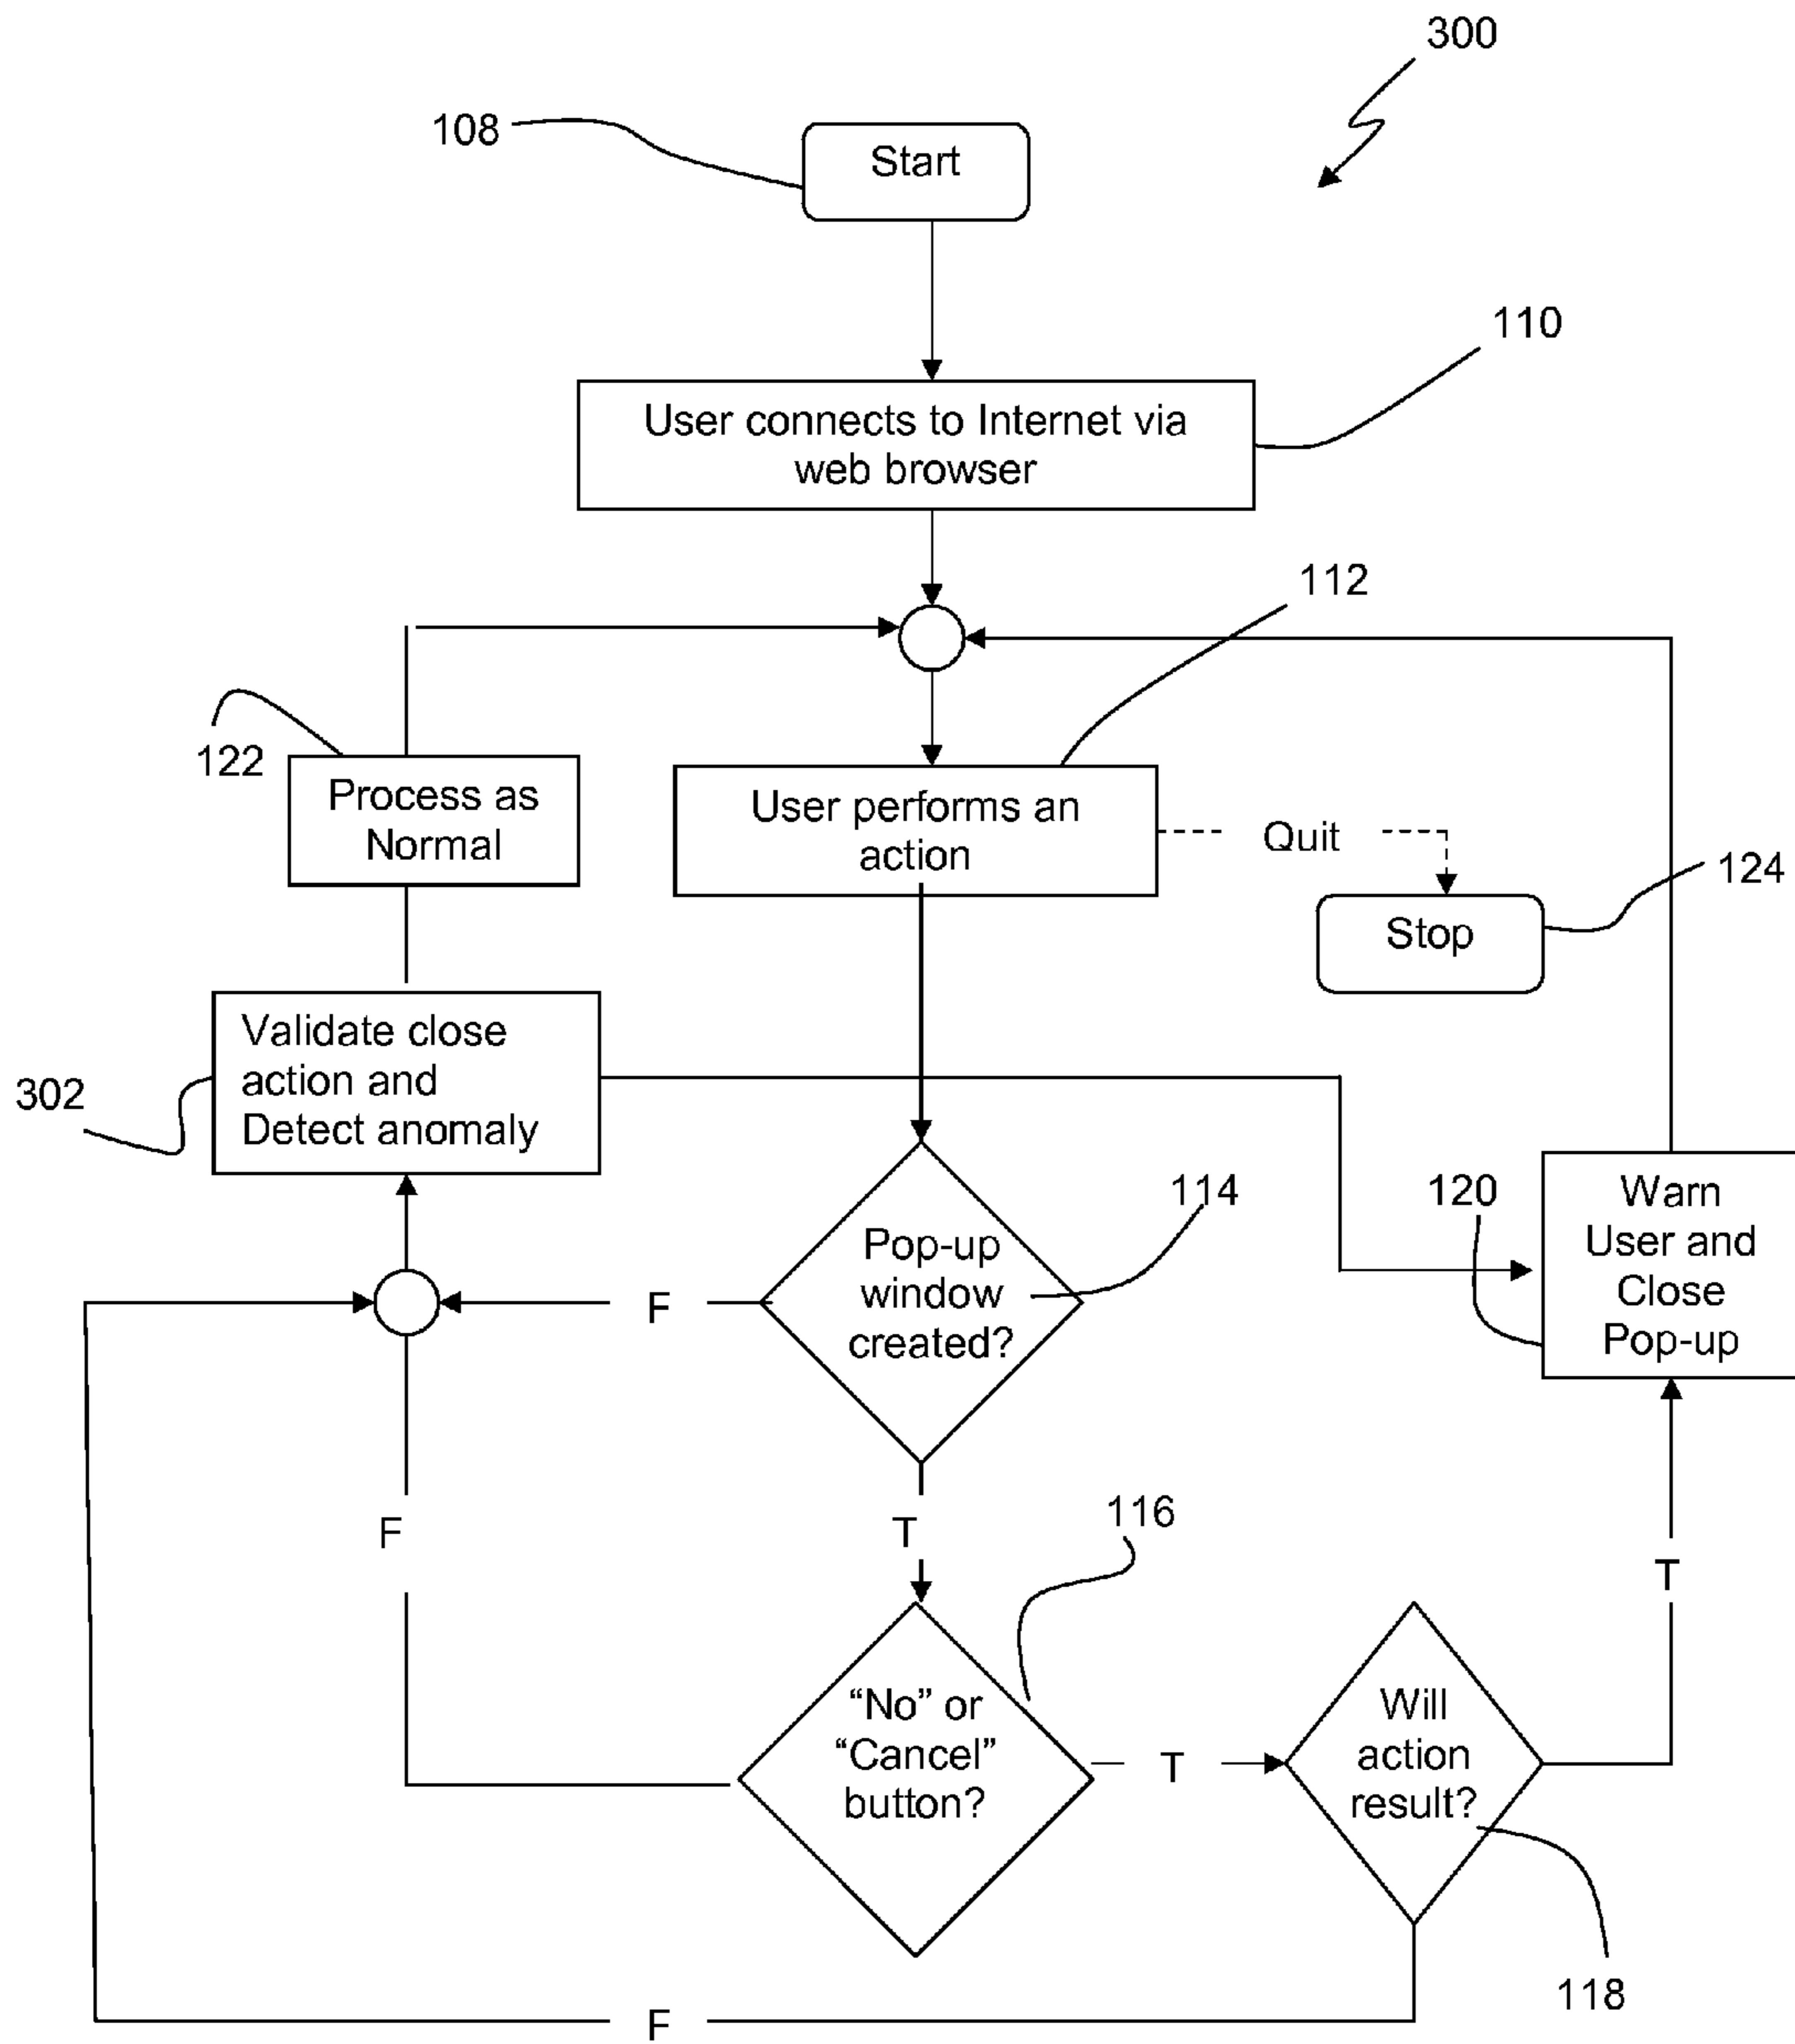 300
108
Start
110
User connects to Internet via
web browser
112
122
Process as
Normal
User performs an
action
Quit
124
Stop
302
Validate close
action and
Detect anomaly
114
120
Warn
User and
Close
Pop-up
Pop-up
window
created?
F
F
T
116
T
“No” or
“Cancel”
button?
T
Will
action
result?
118
F